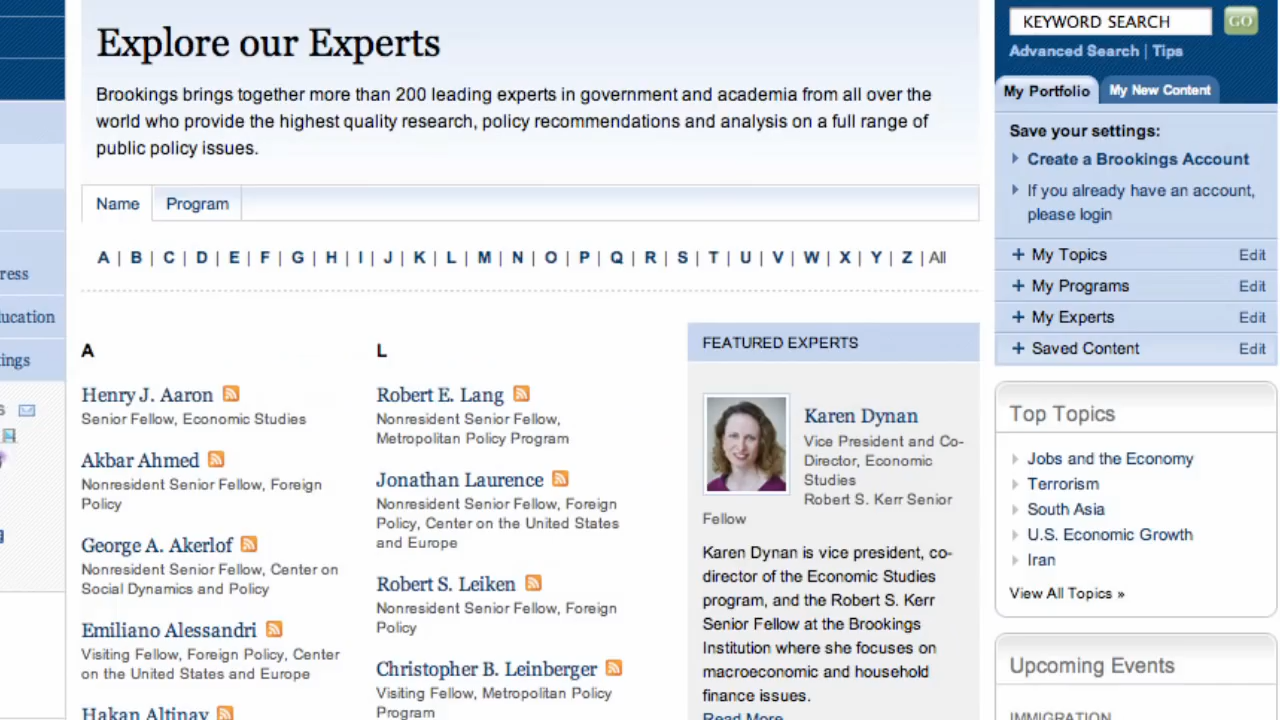 Explore our Experts
Brookings brings together more than 200 leading experts in government and academia from all over the
world who provide the highest quality research, policy recommendations and analysis on a full range of
public policy issues.
Name
Program
A | B | C | D | E | F | G | H | I | J | K | L | M | N | O | P | Q | R | S | T | U | V | W | X | Y | Z | All
A
Henry J. Aaron
Senior Fellow, Economic Studies
Akbar Ahmed
Nonresident Senior Fellow, Foreign
Policy
George A. Akerlof
Nonresident Senior Fellow, Center on
Social Dynamics and Policy
Emiliano Alessandri
Visiting Fellow, Foreign Policy, Center
on the United States and Europe
Hakan Altinay
L
Robert E. Lang
Nonresident Senior Fellow,
Metropolitan Policy Program
Jonathan Laurence
Nonresident Senior Fellow, Foreign
Policy, Center on the United States
and Europe
Robert S. Leiken
Nonresident Senior Fellow, Foreign
Policy
Christopher B. Leinberger
Visiting Fellow, Metropolitan Policy
Program
FEATURED EXPERTS
Karen Dynan
Vice President and Co-
Director, Economic
Studies
Robert S. Kerr Senior
Fellow
Karen Dynan is vice president, co-
director of the Economic Studies
program, and the Robert S. Kerr
Senior Fellow at the Brookings
Institution where she focuses on
macroeconomic and household
finance issues.
Read More
KEYWORD SEARCH
GO
Advanced Search | Tips
My Portfolio
My New Content
Save your settings:
Create a Brookings Account
If you already have an account,
please login
+ My Topics Edit
+ My Programs Edit
+ My Experts Edit
+ Saved Content Edit
Top Topics
Jobs and the Economy
Terrorism
South Asia
U.S. Economic Growth
Iran
View All Topics »
Upcoming Events
IMMIGRATION
ress
ucation
ings